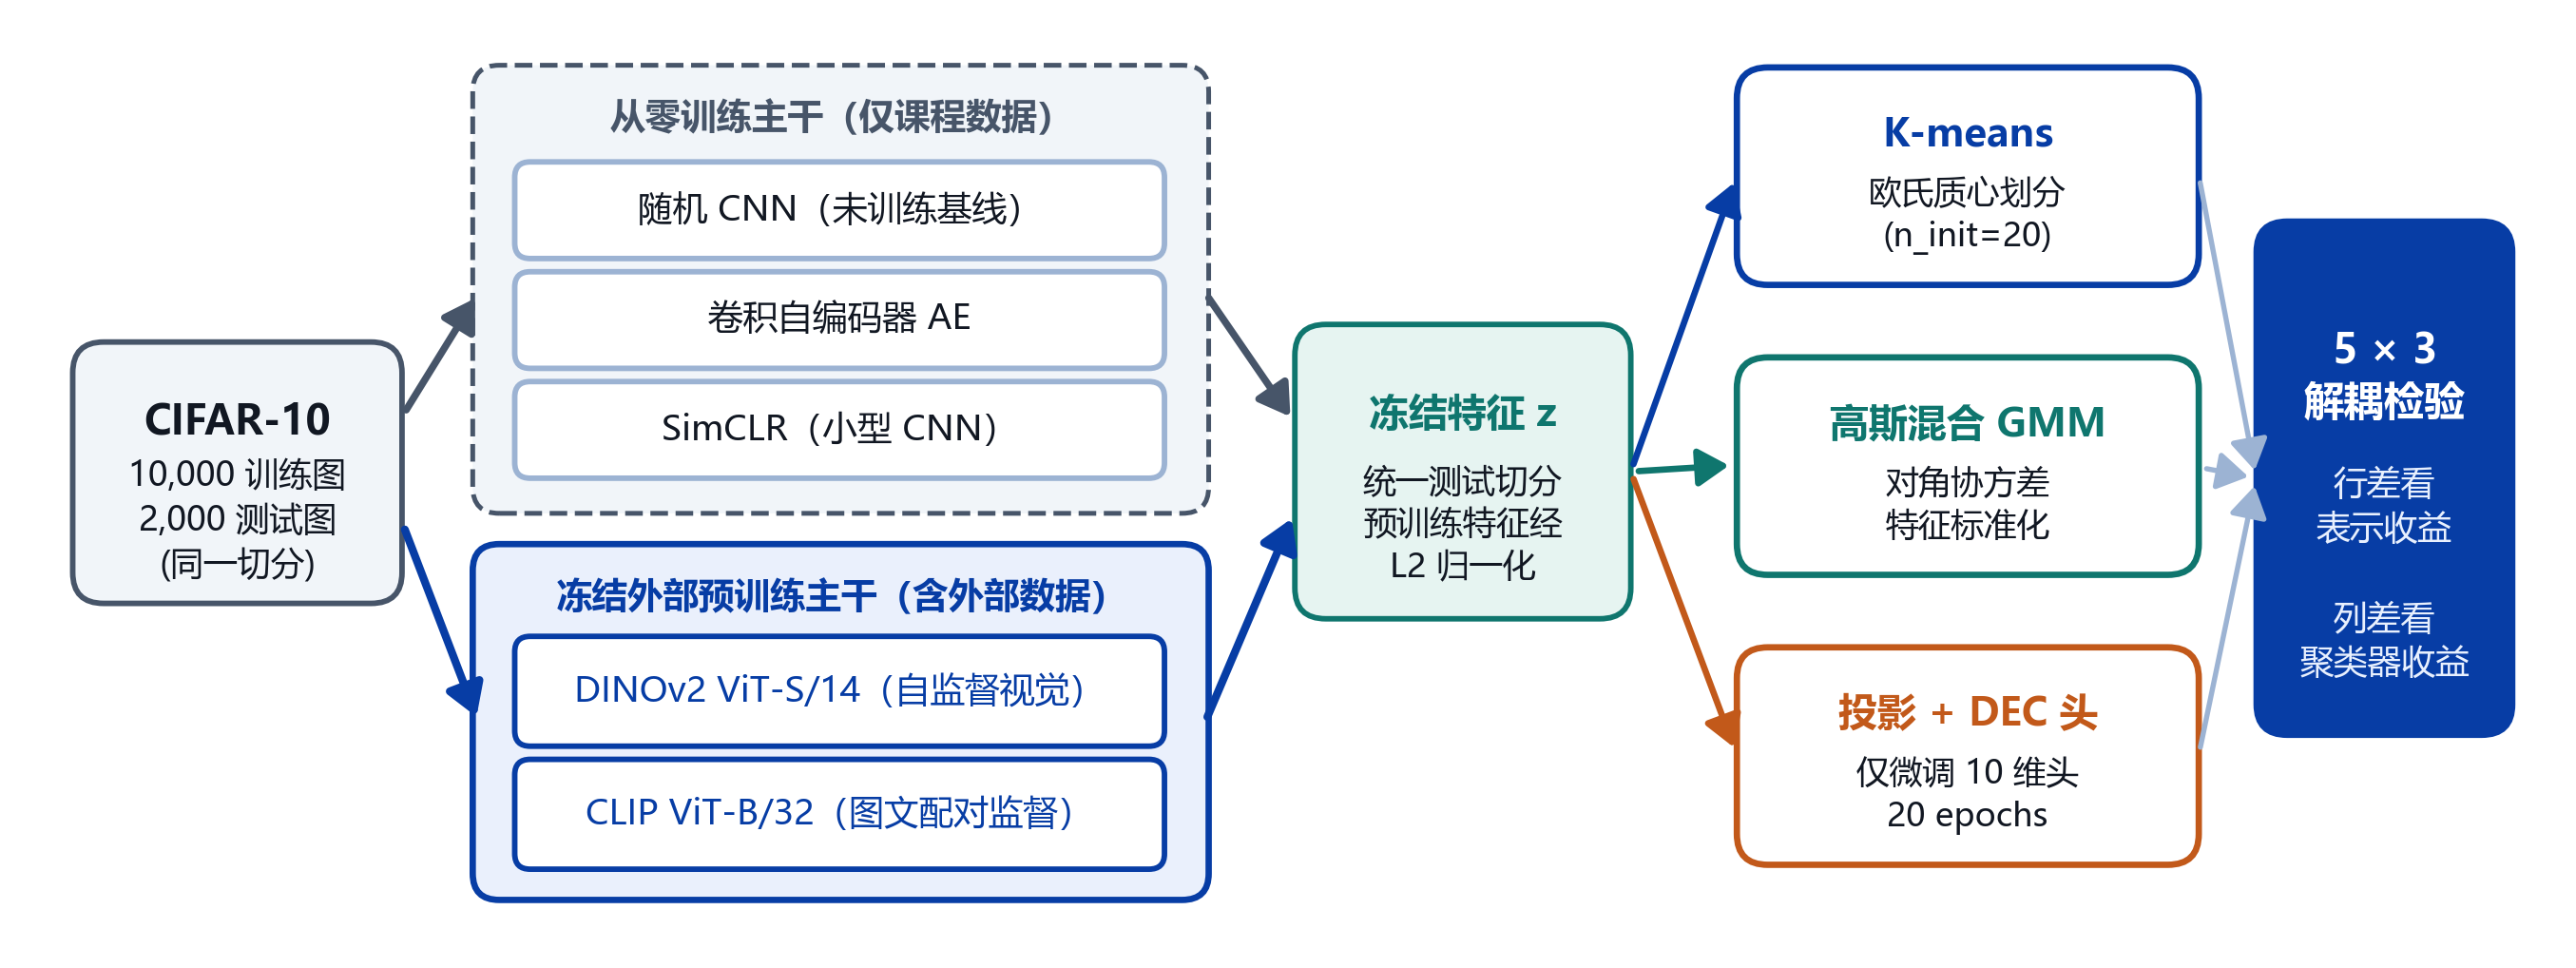 CIFAR-10
10,000 训练图
2,000 测试图
(同一切分)
从零训练主干（仅课程数据）
随机 CNN（未训练基线）
卷积自编码器 AE
SimCLR（小型 CNN）
冻结外部预训练主干（含外部数据）
DINOv2 ViT-S/14（自监督视觉）
CLIP ViT-B/32（图文配对监督）
冻结特征 z
统一测试切分
预训练特征经
L2 归一化
K-means
欧氏质心划分
(n_init=20)
高斯混合 GMM
对角协方差
特征标准化
投影 + DEC 头
仅微调 10 维头
20 epochs
5 × 3
解耦检验
行差看
表示收益
列差看
聚类器收益